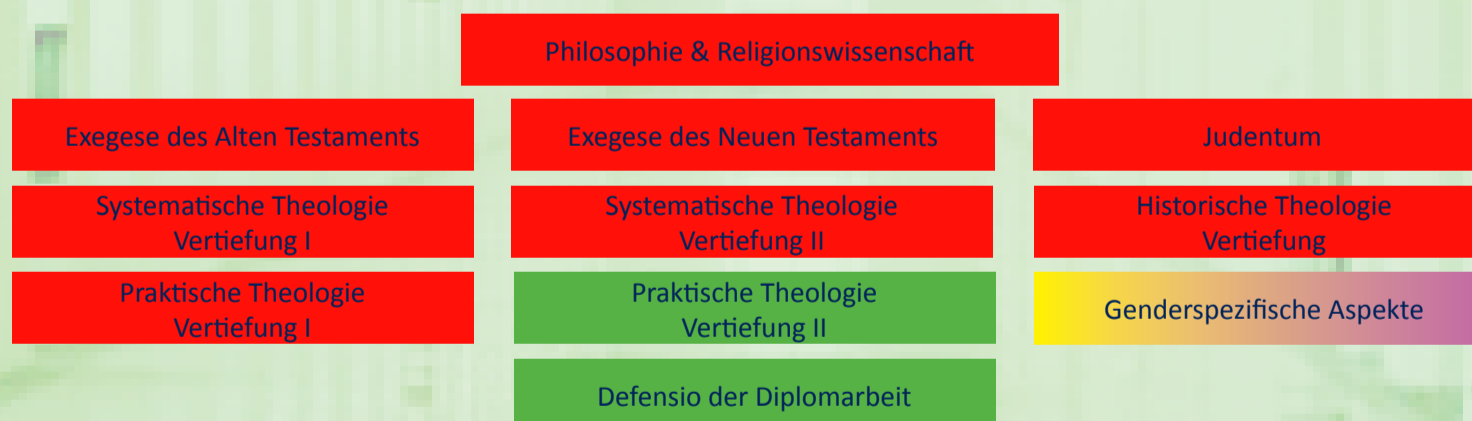 Philosophie & Religionswissenschaft
Exegese des Alten Testaments
Exegese des Neuen Testaments
Judentum
Systematische Theologie
Vertiefung I
Systematische Theologie
Vertiefung II
Historische Theologie
Vertiefung
Praktische Theologie
Vertiefung I
Praktische Theologie
Vertiefung II
Genderspezifische Aspekte
Defensio der Diplomarbeit